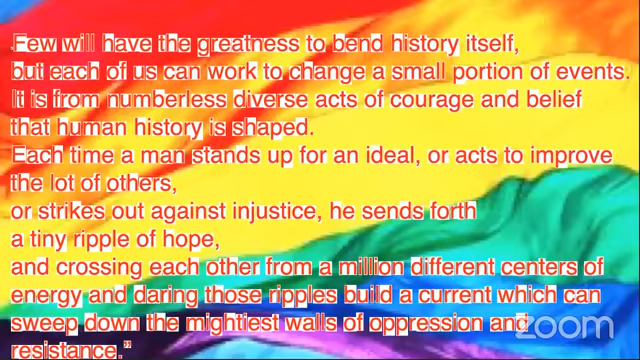 Few will have the greatness to bend history itself,
but each of us can work to change a small portion of events.
It is from numberless diverse acts of courage and belief
that human history is shaped.
Each time a man stands up for an ideal, or acts to improve
the lot of others,
or strikes out against injustice, he sends forth
a tiny ripple of hope,
and crossing each other from a million different centers of
energy and daring those ripples build a current which can
sweep down the mightiest walls of oppression and
resistance.”
zoom